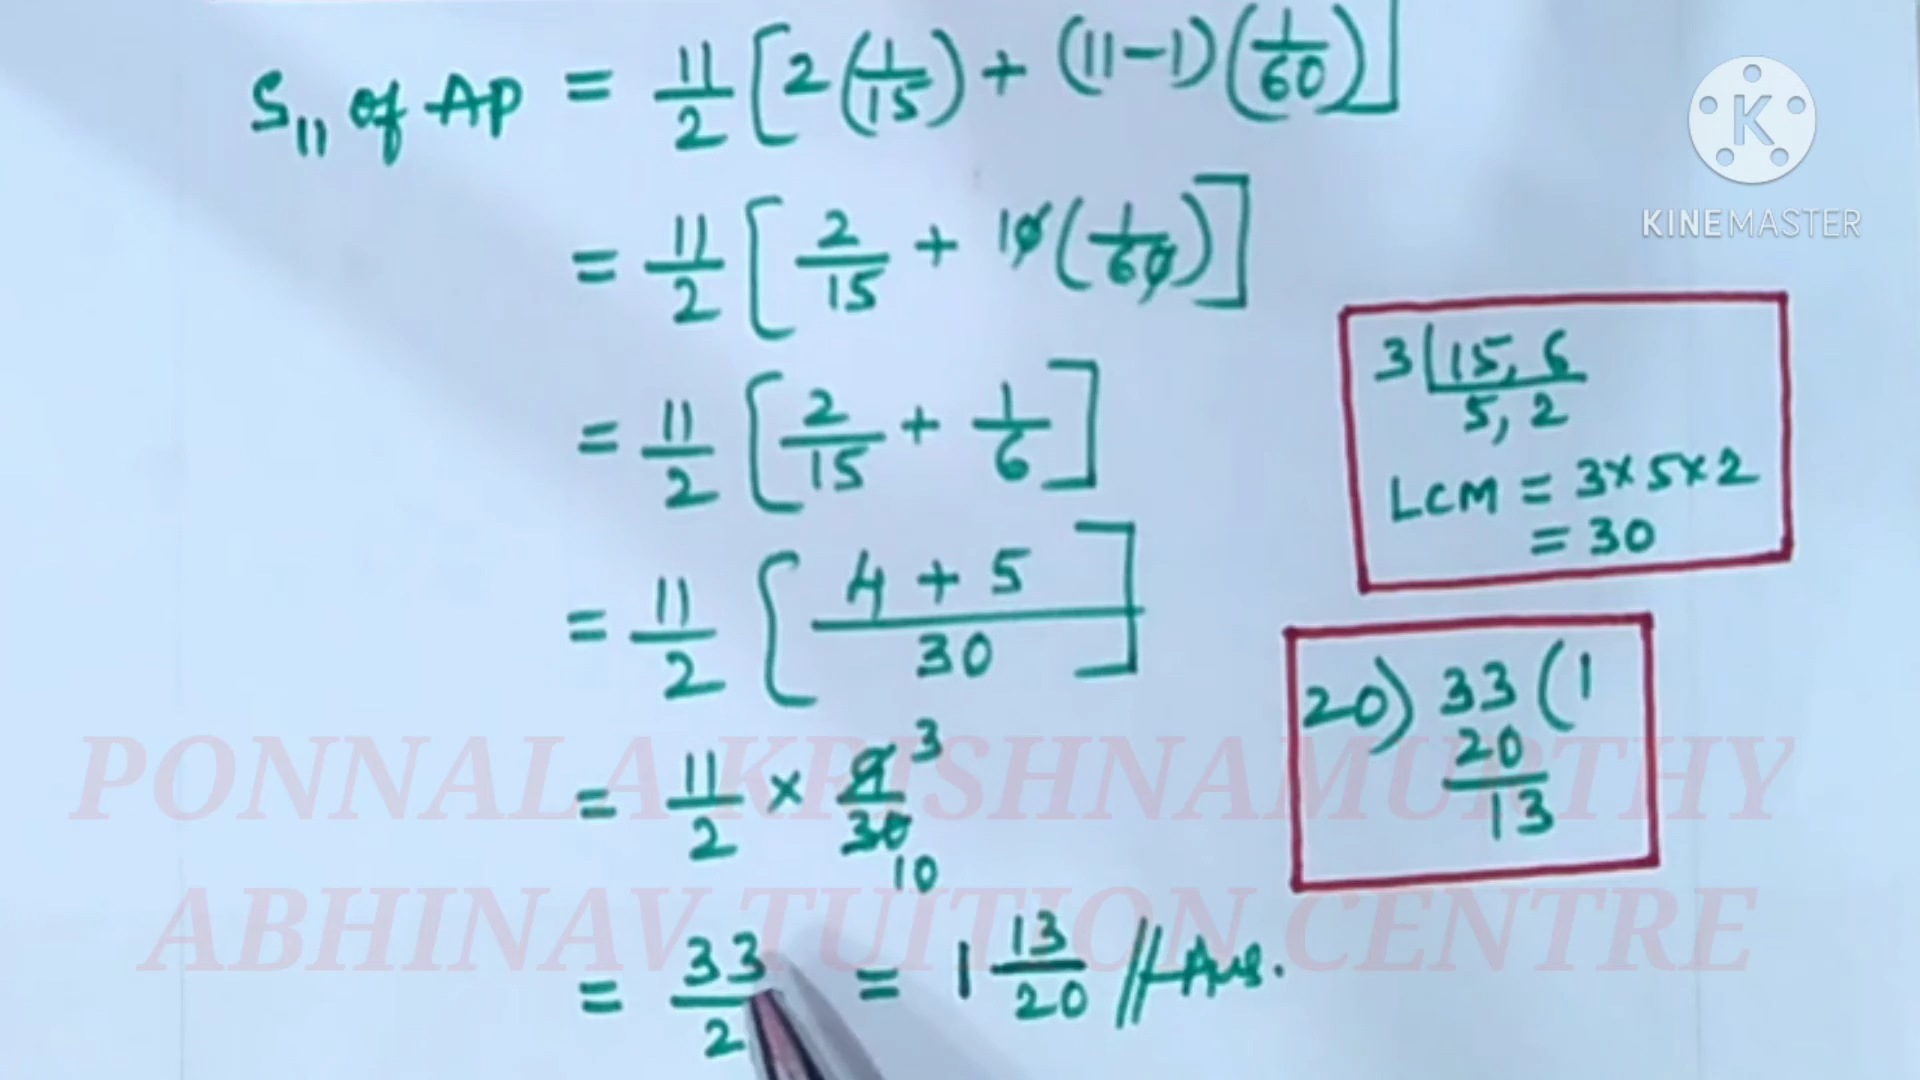 S₁₁ of AP = 11/2 [2(1/15) + (11-1)(1/60)]
= 11/2 [2/15 + 10(1/60)]
= 11/2 [2/15 + 1/6]
= 11/2 [4+5/30]
= 11/2 × 9/30 3 10
= 33/2 = 1 13/20 // Ans.
3 | 15, 6
5, 2
LCM = 3×5×2
= 30
20) 33 (1
20
13
K
KINEMASTER
PONNALA KRISHNAMURTHY
ABHINAV TUITION CENTRE